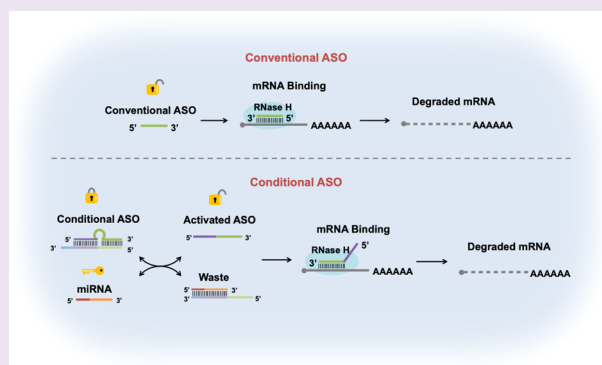 Conventional ASO
Conventional ASO
5' 3'
mRNA Binding
RNase H
3' 5'
AAAAAA
Degraded mRNA
AAAAAA
Conditional ASO
Conditional ASO
5' 3'
3' 5'
miRNA
5' 3'
Activated ASO
5' 3'
Waste
5' 3'
3' 5'
mRNA Binding
5'
RNase H
3'
AAAAAA
Degraded mRNA
AAAAAA